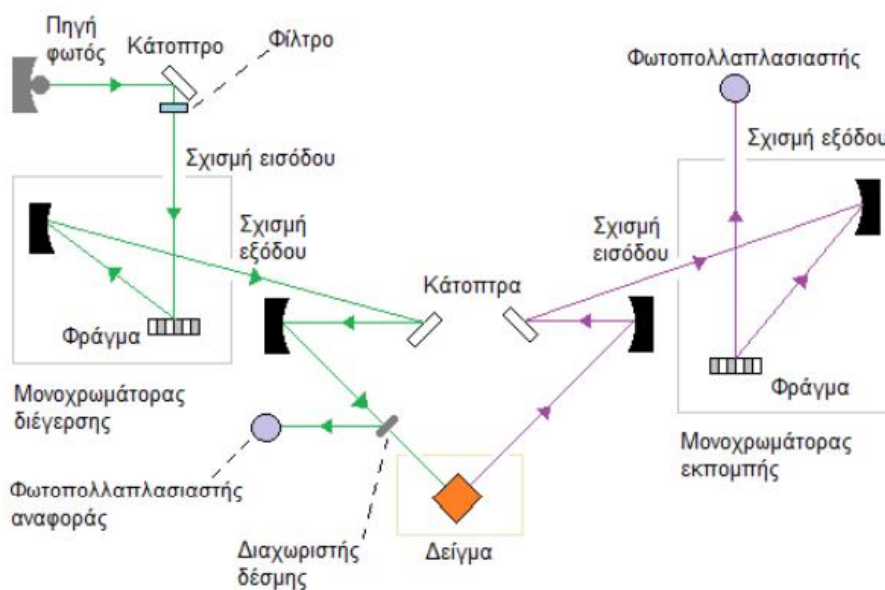 Πηγή
φωτός
Κάτοπτρο
Φίλτρο
Φωτοπολλαπλασιαστής
Σχισμή εισόδου
Σχισμή εξόδου
Σχισμή
εξόδου
Σχισμή
εισόδου
Κάτοπτρα
Φράγμα
Φράγμα
Μονοχρωμάτορας
διέγερσης
Μονοχρωμάτορας
εκπομπής
Φωτοπολλαπλασιαστής
αναφοράς
Διαχωριστής
δέσμης
Δείγμα